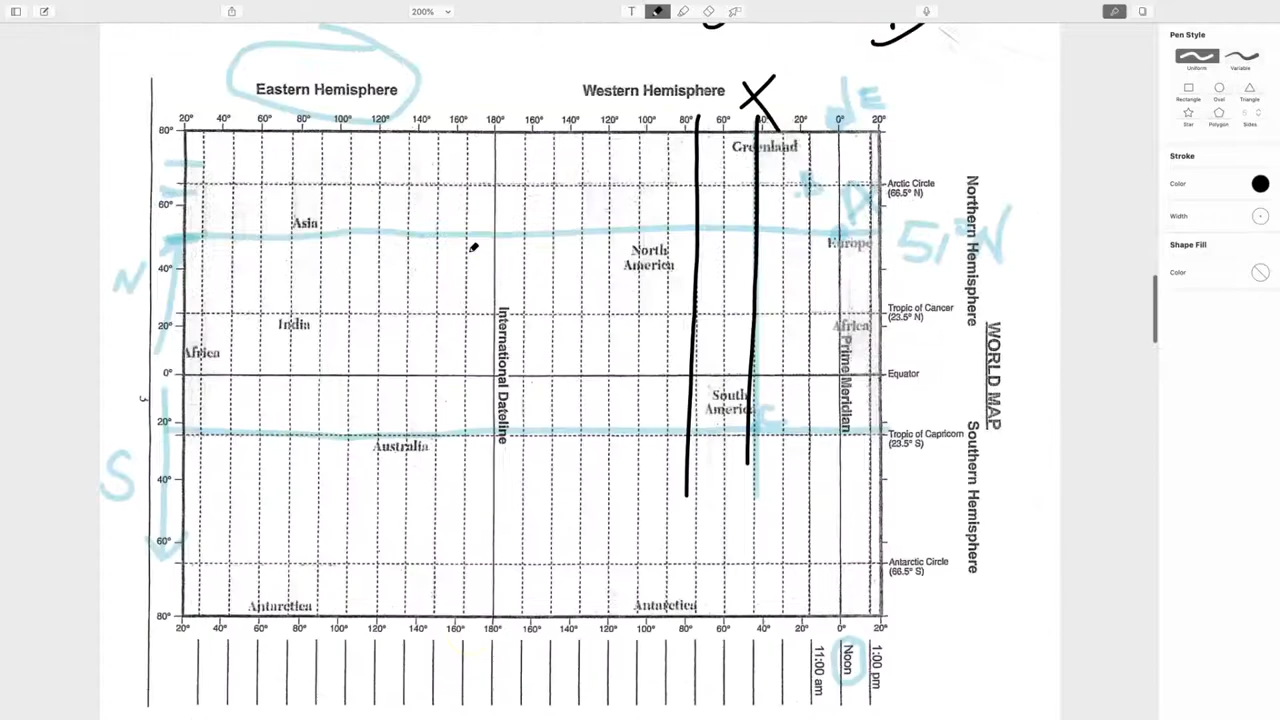 200%
T
Pen Style
Uniform
Variable
Rectangle
Oval
Triangle
Star
Polygon
6
Sides
Stroke
Color
Width
Shape Fill
Color
Eastern Hemisphere
Western Hemisphere
20° 40° 60° 80° 100° 120° 140° 160° 180° 160° 140° 120° 100° 80° 60° 40° 20° 0° 20°
80°
Greenland
Arctic Circle
(66.5° N)
60°
Asia
North
America
Europe
51°N
N
40°
Tropic of Cancer
(23.5° N)
20°
India
Africa
Africa
0°
Equator
International Dateline
Prime Meridian
Northern Hemisphere
WORLD MAP
Southern Hemisphere
3
South
America
20°
Tropic of Capricorn
(23.5° S)
Australia
S
40°
60°
Antarctic Circle
(66.5° S)
80°
Antarctica
Antarctica
20° 40° 60° 80° 100° 120° 140° 160° 180° 160° 140° 120° 100° 80° 60° 40° 20° 0° 20°
11:00 am
Noon
1:00 pm